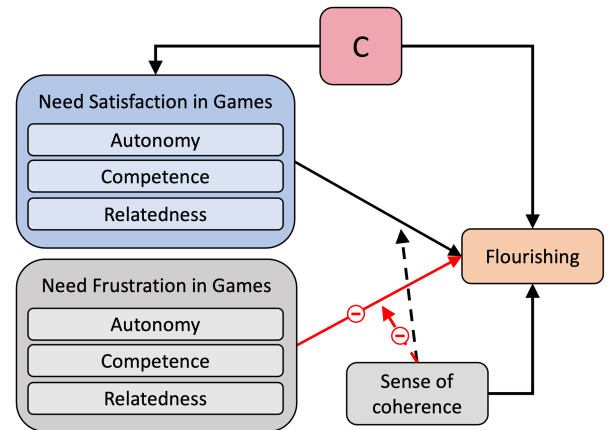 C
Need Satisfaction in Games
Autonomy
Competence
Relatedness
Flourishing
Need Frustration in Games
Autonomy
Competence
Relatedness
Sense of
coherence